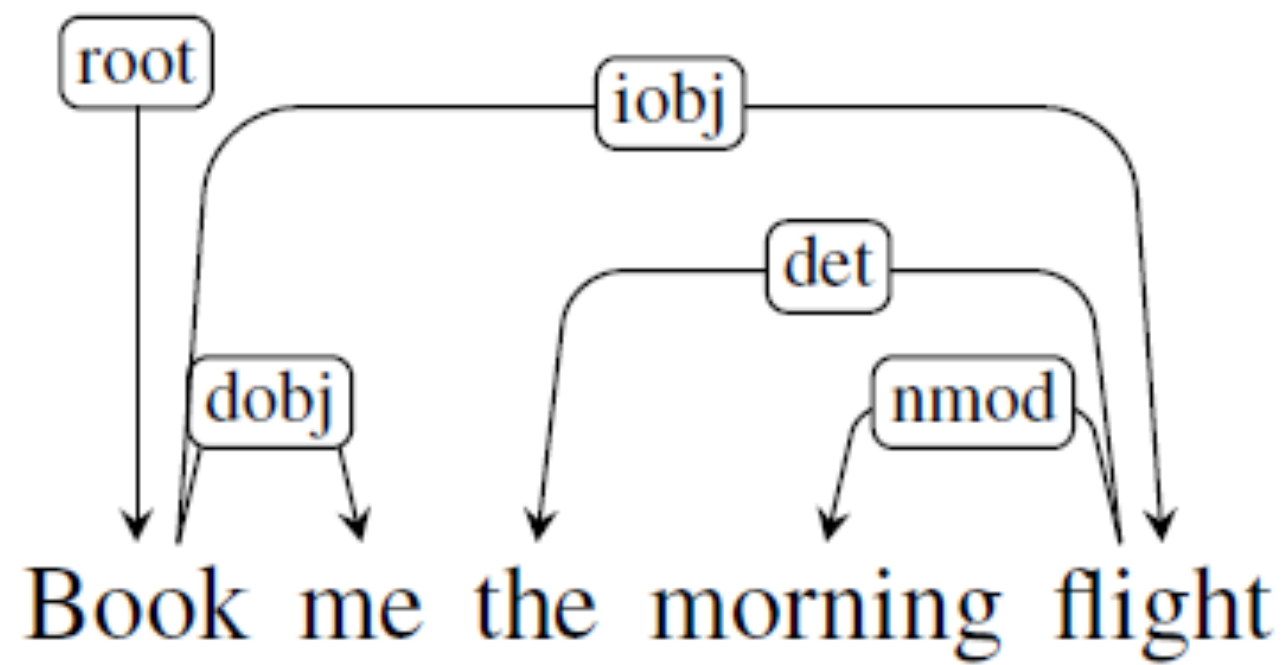 root
iobj
det
dobj
nmod
Book me the morning flight